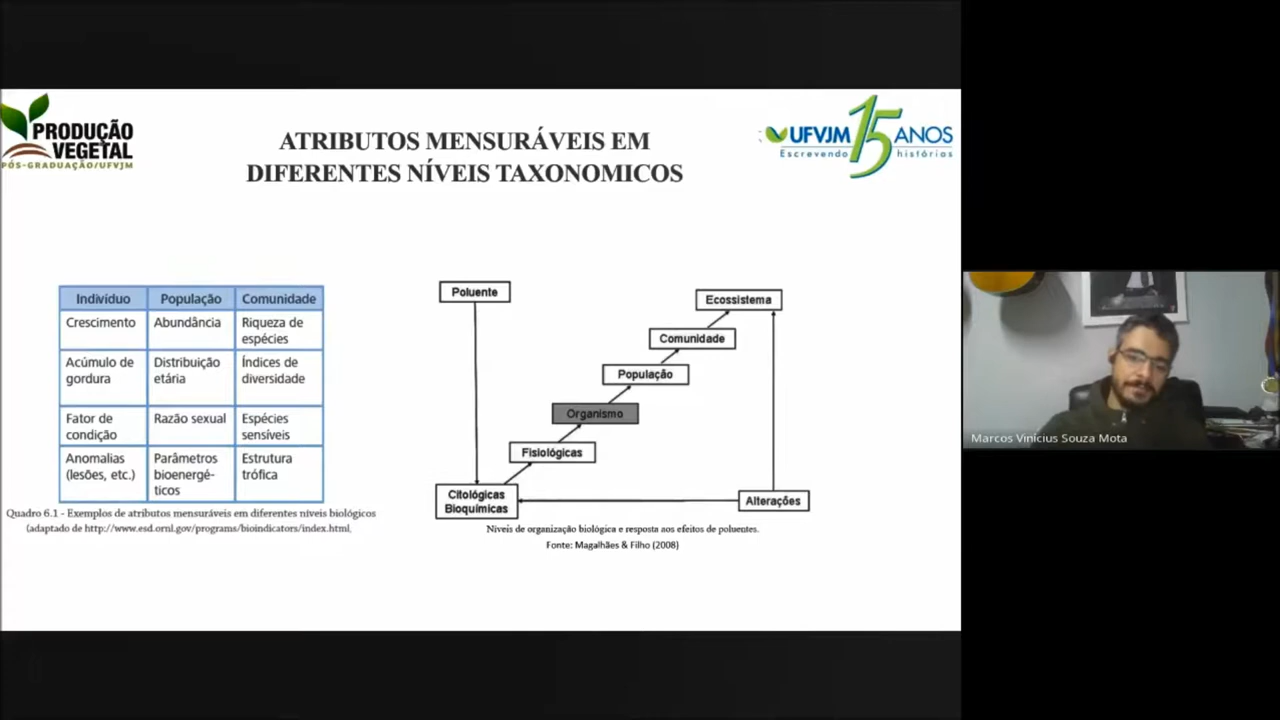 PRODUÇÃO
VEGETAL
PÓS-GRADUAÇÃO/UFVJM
ATRIBUTOS MENSURÁVEIS EM
DIFERENTES NÍVEIS TAXONOMICOS
UFVJM 15 ANOS
Escrevendo histórias
Indivíduo População Comunidade
Crescimento Abundância Riqueza de
espécies
Acúmulo de Distribuição Índices de
gordura etária diversidade
Fator de Razão sexual Espécies
condição sensíveis
Anomalias Parâmetros Estrutura
(lesões, etc.) bioenergé- trófica
ticos
Quadro 6.1 - Exemplos de atributos mensuráveis em diferentes níveis biológicos
(adaptado de http://www.esd.ornl.gov/programs/bioindicators/index.html,
Poluente
Ecossistema
Comunidade
População
Organismo
Fisiológicas
Citológicas
Bioquímicas
Alterações
Níveis de organização biológica e resposta aos efeitos de poluentes.
Fonte: Magalhães & Filho (2008)
Marcos Vinícius Souza Mota